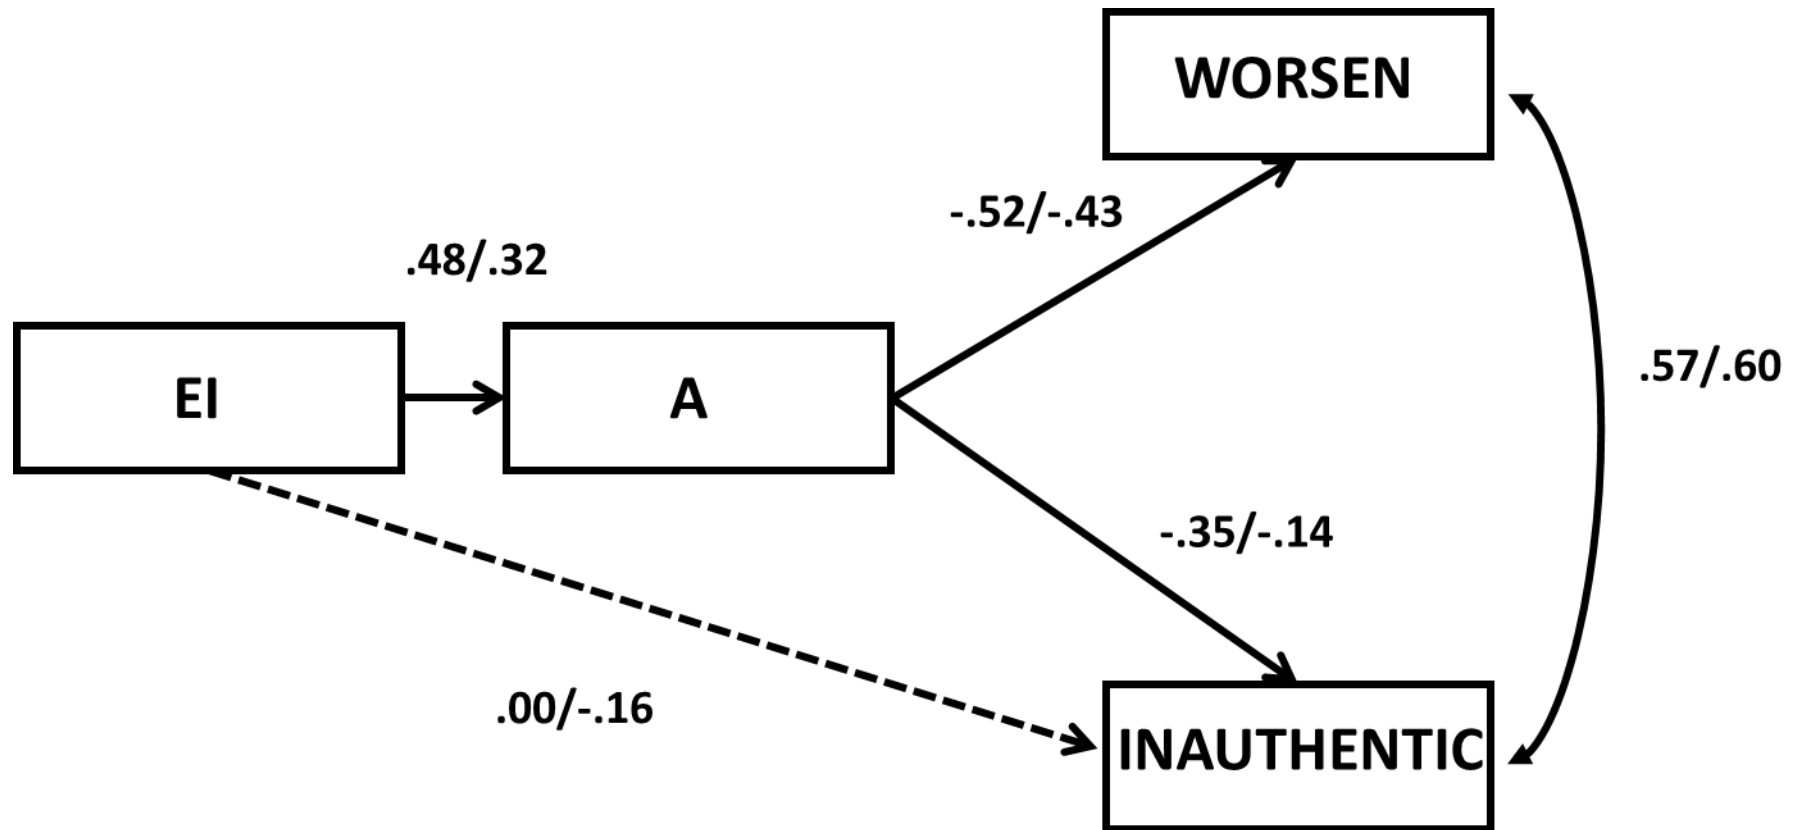 WORSEN
-.52/-.43
.48/.32
.57/.60
EI
A
-.35/-.14
.00/-.16
INAUTHENTIC